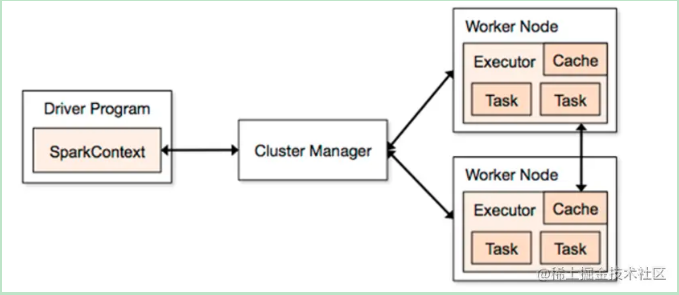 Driver Program
SparkContext
Cluster Manager
Worker Node
Executor
Cache
Task
Task
Worker Node
Executor
Cache
Task
Task
@稀土掘金技术社区